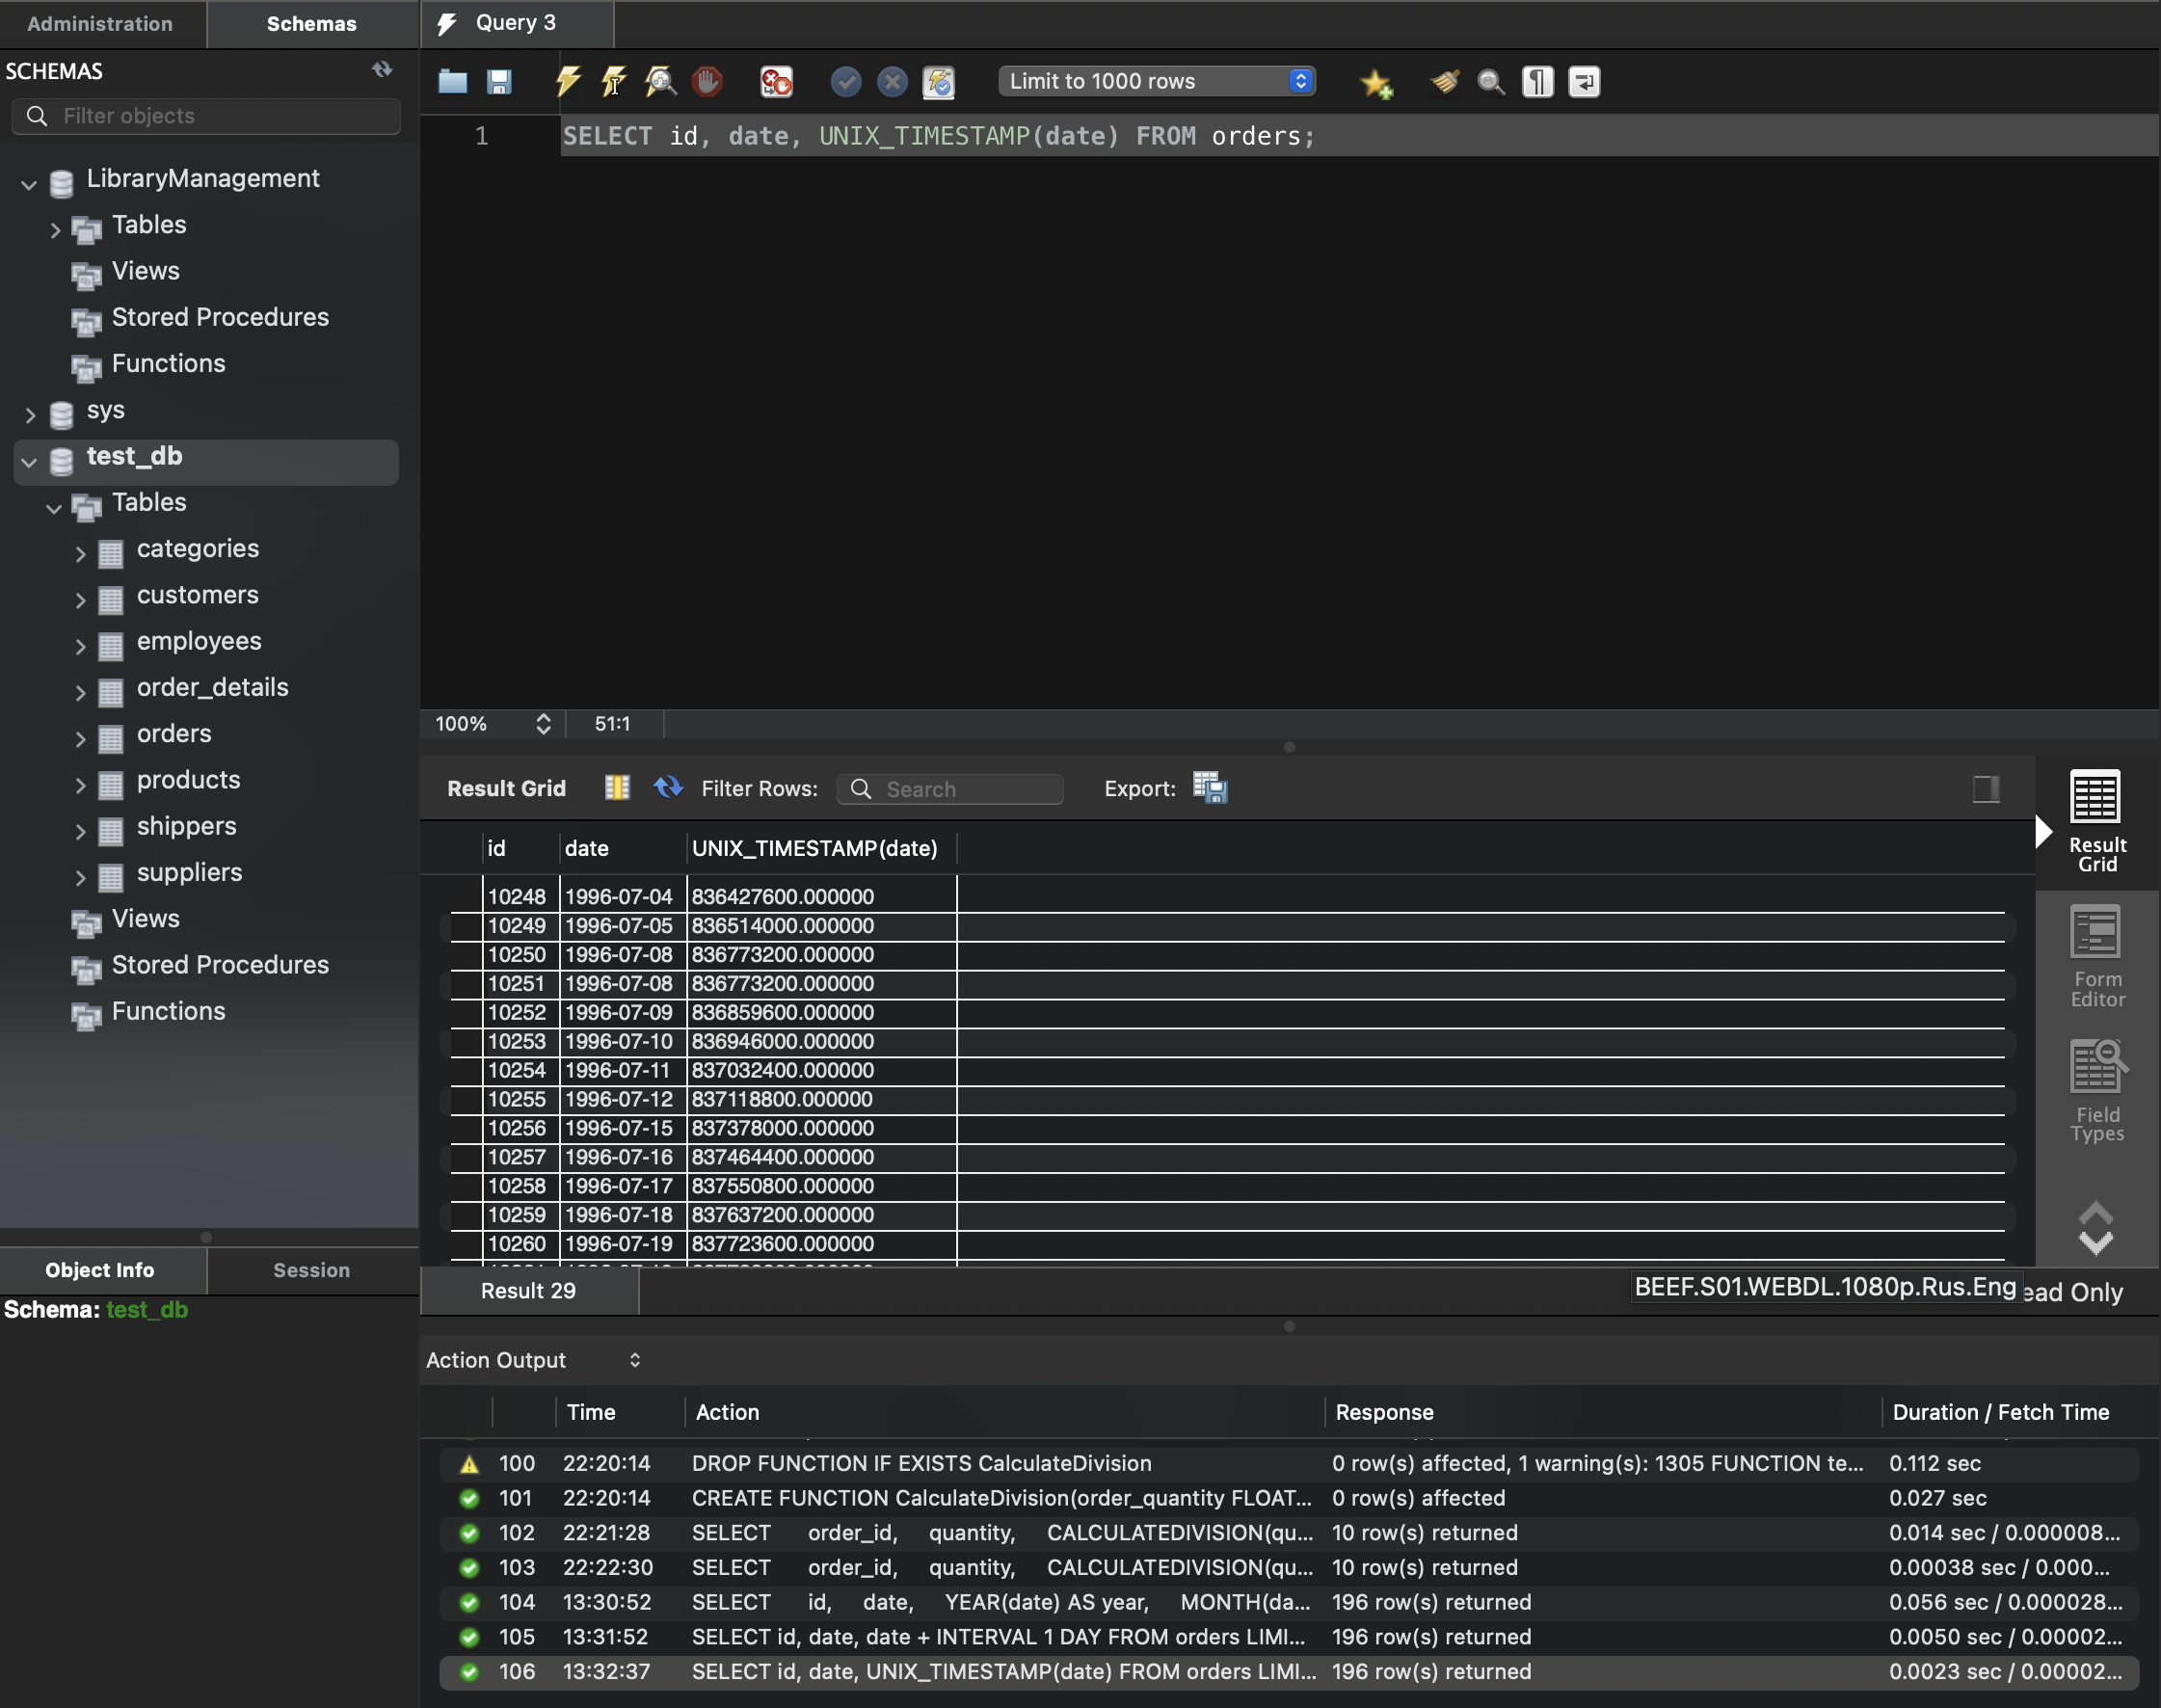 Administration
Schemas
Query 3
SCHEMAS
Filter objects
Limit to 1000 rows
1
SELECT id, date, UNIX_TIMESTAMP(date) FROM orders;
LibraryManagement
Tables
Views
Stored Procedures
Functions
sys
test_db
Tables
categories
customers
employees
order_details
orders
products
shippers
suppliers
Views
Stored Procedures
Functions
100% 51:1
Result Grid Filter Rows: Search Export:
id date UNIX_TIMESTAMP(date)
10248 1996-07-04 836427600.000000
10249 1996-07-05 836514000.000000
10250 1996-07-08 836773200.000000
10251 1996-07-08 836773200.000000
10252 1996-07-09 836859600.000000
10253 1996-07-10 836946000.000000
10254 1996-07-11 837032400.000000
10255 1996-07-12 837118800.000000
10256 1996-07-15 837378000.000000
10257 1996-07-16 837464400.000000
10258 1996-07-17 837550800.000000
10259 1996-07-18 837637200.000000
10260 1996-07-19 837723600.000000
Result
Grid
Form
Editor
Field
Types
Result 29
BEEF.S01.WEBDL.1080p.Rus.Eng
ead Only
Object Info
Session
Schema: test_db
Action Output
Time Action Response Duration / Fetch Time
100 22:20:14 DROP FUNCTION IF EXISTS CalculateDivision 0 row(s) affected, 1 warning(s): 1305 FUNCTION te... 0.112 sec
101 22:20:14 CREATE FUNCTION CalculateDivision(order_quantity FLOAT... 0 row(s) affected 0.027 sec
102 22:21:28 SELECT order_id, quantity, CALCULATEDIVISION(qu... 10 row(s) returned 0.014 sec / 0.000008...
103 22:22:30 SELECT order_id, quantity, CALCULATEDIVISION(qu... 10 row(s) returned 0.00038 sec / 0.000...
104 13:30:52 SELECT id, date, YEAR(date) AS year, MONTH(da... 196 row(s) returned 0.056 sec / 0.000028...
105 13:31:52 SELECT id, date, date + INTERVAL 1 DAY FROM orders LIMI... 196 row(s) returned 0.0050 sec / 0.00002...
106 13:32:37 SELECT id, date, UNIX_TIMESTAMP(date) FROM orders LIMI... 196 row(s) returned 0.0023 sec / 0.00002...